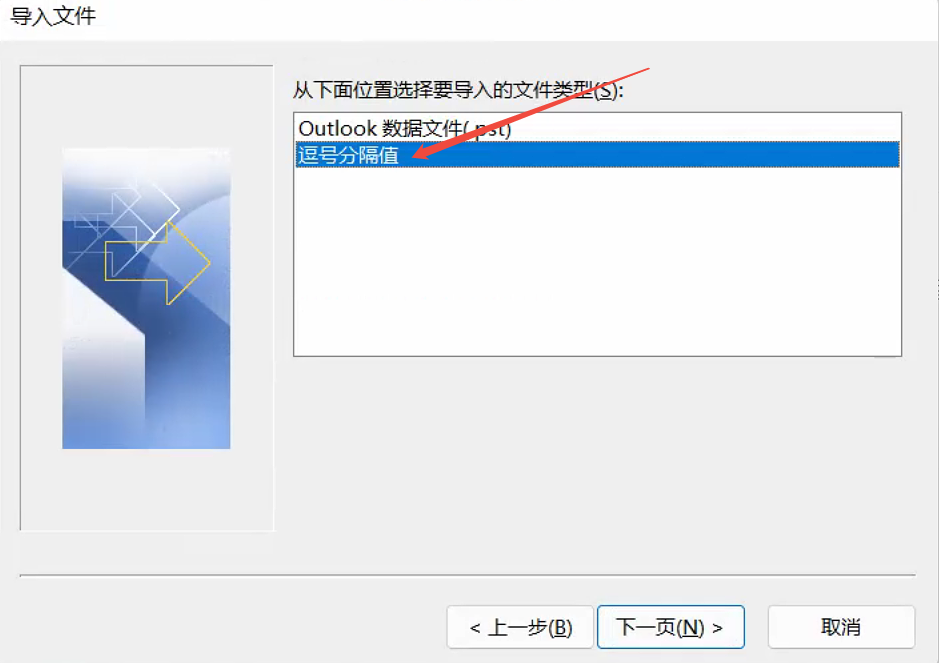 导入文件
从下面位置选择要导入的文件类型(S):
Outlook 数据文件(.pst)
逗号分隔值
< 上一步(B)
下一页(N) >
取消